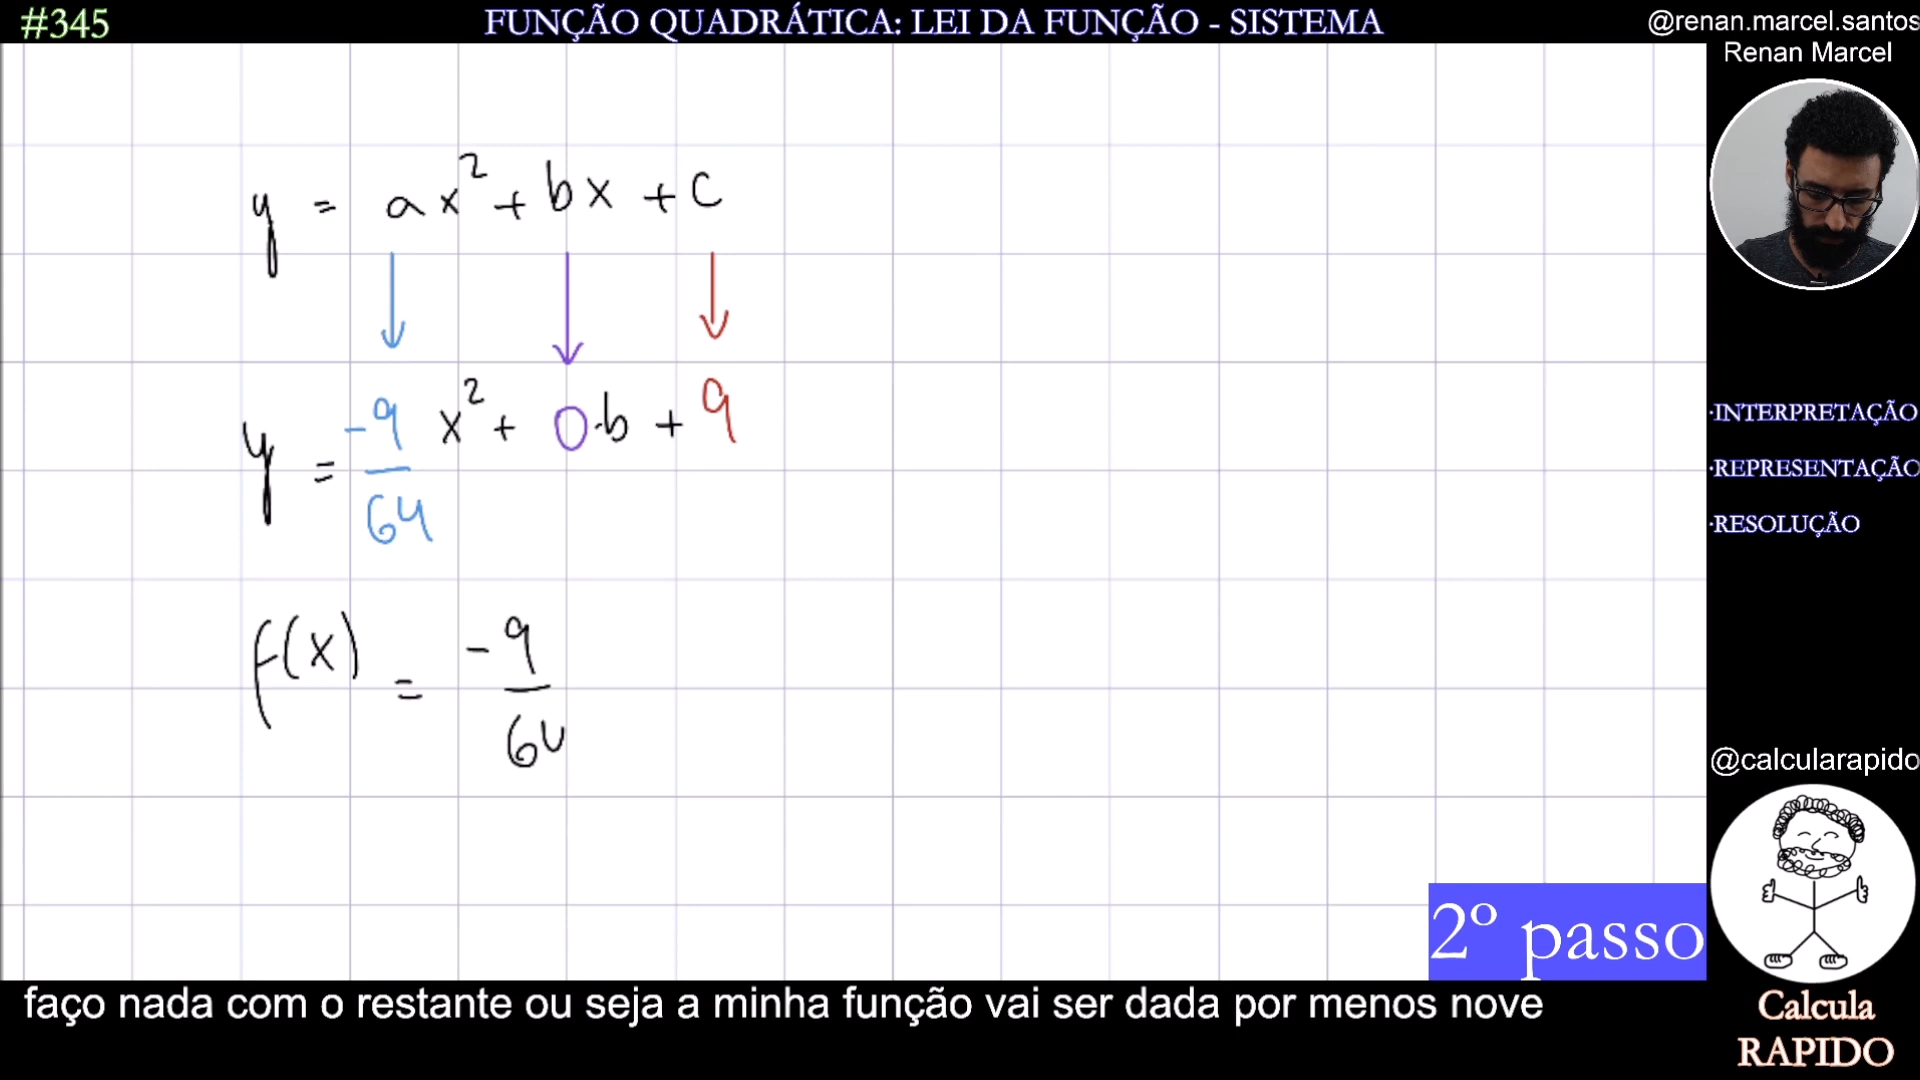 #345
FUNÇÃO QUADRÁTICA: LEI DA FUNÇÃO - SISTEMA
@renan.marcel.santos
Renan Marcel
y = ax² + bx + c
y = -9/64 x² + 0·b + 9
f(x) = -9/64
·INTERPRETAÇÃO
·REPRESENTAÇÃO
·RESOLUÇÃO
@calcularapido
2º passo
Calcula
RAPIDO
faço nada com o restante ou seja a minha função vai ser dada por menos nove